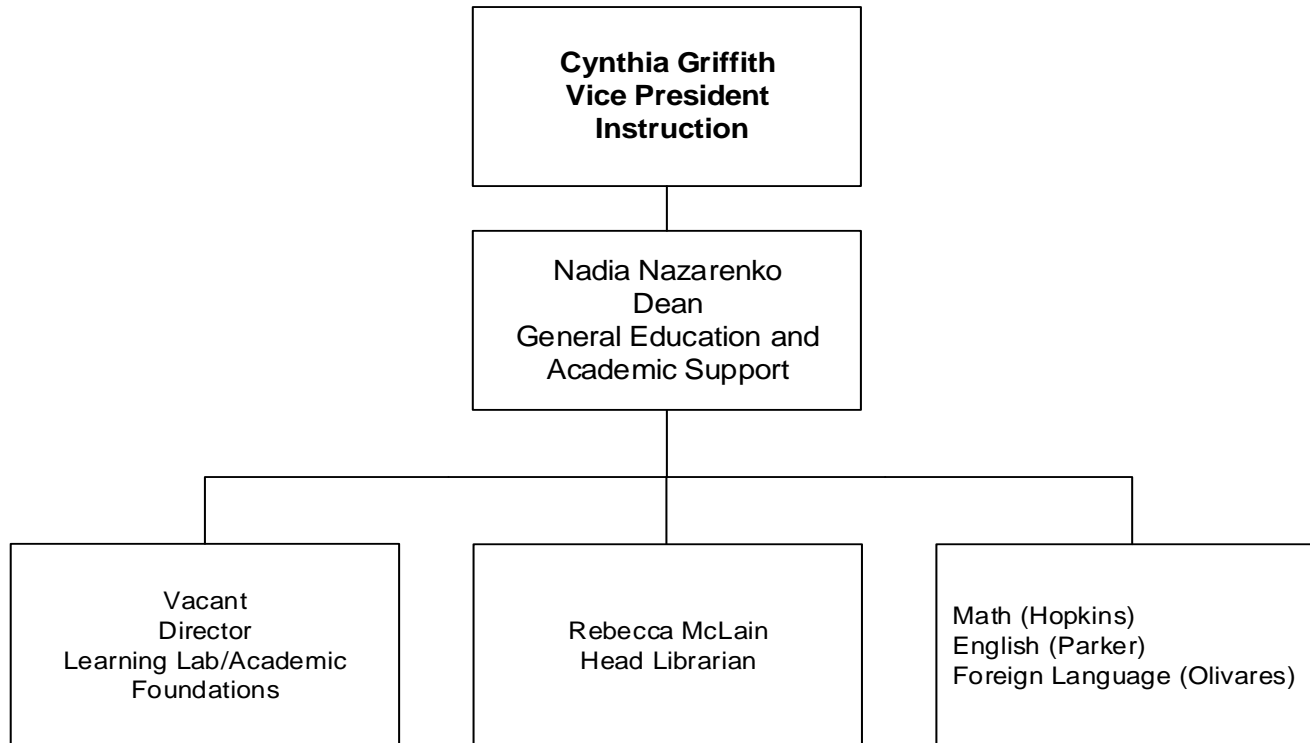 Cynthia Griffith
Vice President
Instruction
Nadia Nazarenko
Dean
General Education and
Academic Support
Vacant
Director
Learning Lab/Academic
Foundations
Rebecca McLain
Head Librarian
Math (Hopkins)
English (Parker)
Foreign Language (Olivares)